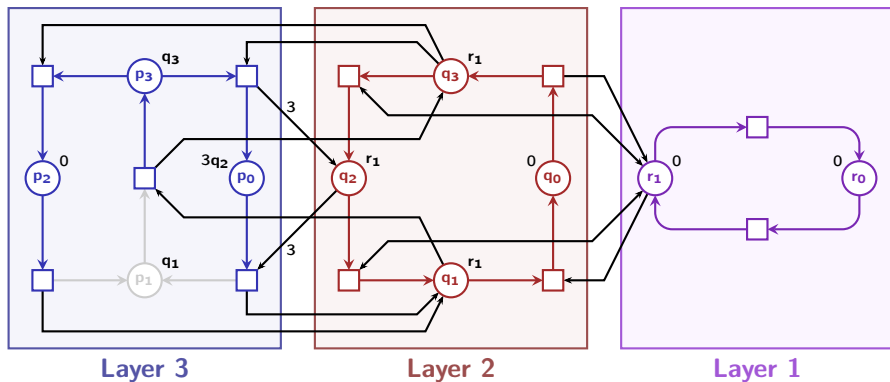 q3 r1
p3 q3
3
3q2 r1
0 0 0 0
p2 p0 q2 q0 r1 r0
3
q1 r1
p1 q1
Layer 3 Layer 2 Layer 1